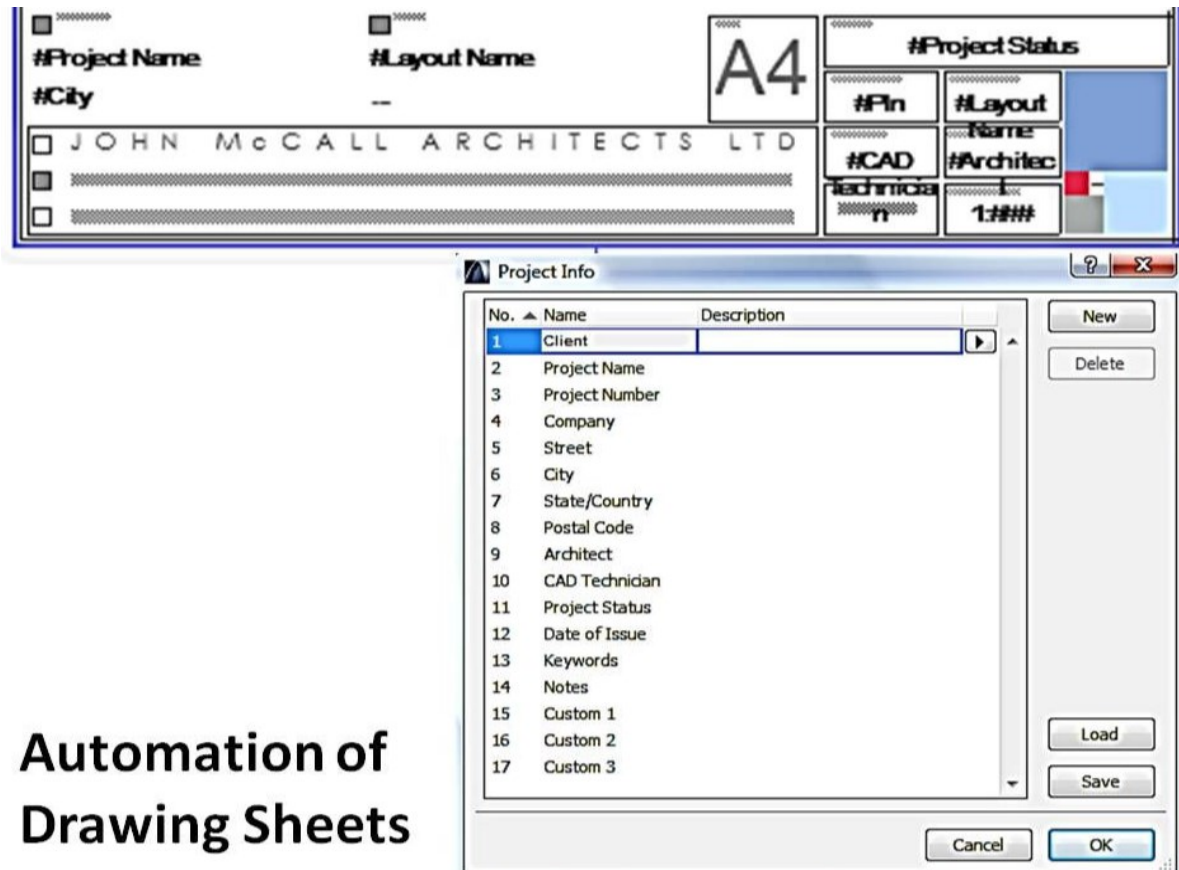 #Project Name
#Layout Name
A4
#Project Status
#City
--
#Pln
#Layout
Name
JOHN McCALL ARCHITECTS LTD
#CAD
Technicia
n
#Architec
t
1:###
Project Info
No. Name Description
1 Client
2 Project Name
3 Project Number
4 Company
5 Street
6 City
7 State/Country
8 Postal Code
9 Architect
10 CAD Technician
11 Project Status
12 Date of Issue
13 Keywords
14 Notes
15 Custom 1
16 Custom 2
17 Custom 3
New
Delete
Load
Save
Cancel
OK
Automation of
Drawing Sheets